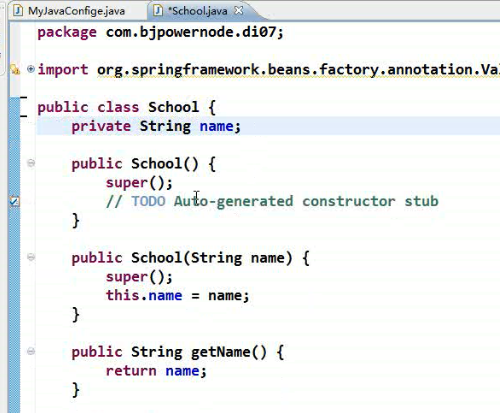 MyJavaConfige.java
*School.java
package com.bjpowernode.di07;
import org.springframework.beans.factory.annotation.Va
public class School {
private String name;
public School() {
super();
// TODO Auto-generated constructor stub
}
public School(String name) {
super();
this.name = name;
}
public String getName() {
return name;
}